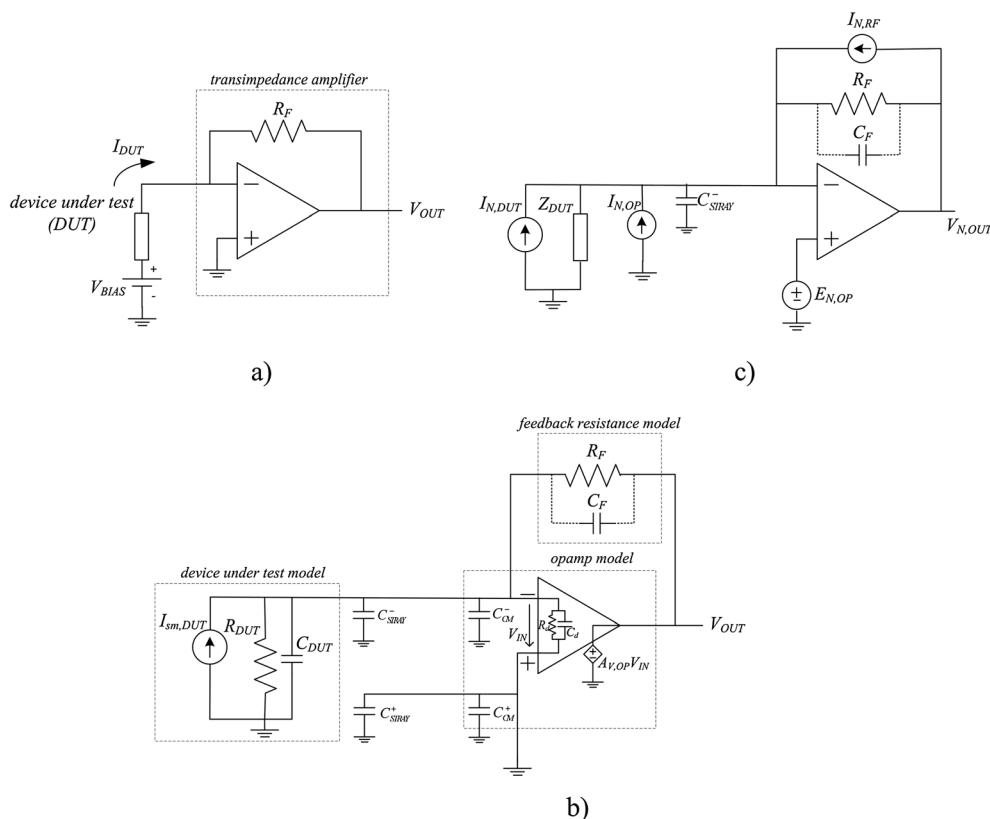 transimpedance amplifier
R_F
I_DUT
device under test
(DUT)
−
+
V_OUT
V_BIAS
+
-
a)
I_N,RF
R_F
C_F
I_N,DUT
Z_DUT
I_N,OP
C⁻_STRAY
−
+
V_N,OUT
±
E_N,OP
c)
feedback resistance model
R_F
C_F
opamp model
device under test model
I_sm,DUT
R_DUT
C_DUT
C⁻_STRAY
C⁻_CM
V_IN
−
+
R_d
C_d
A_V,OP V_IN
V_OUT
C⁺_STRAY
C⁺_CM
b)